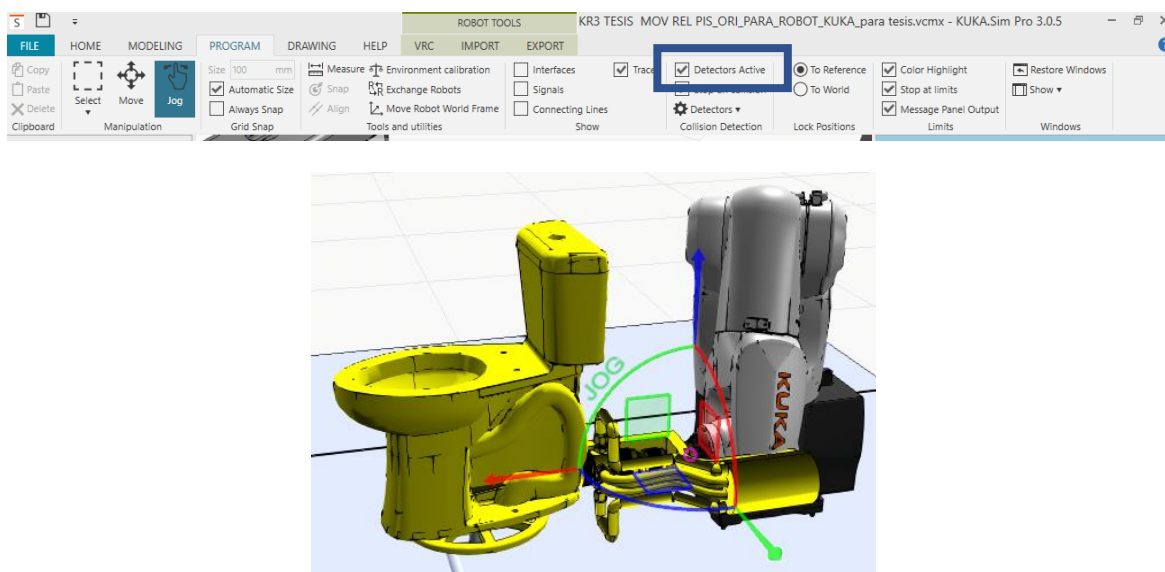 S
KR3 TESIS MOV REL PIS_ORI_PARA_ROBOT_KUKA_para tesis.vcmx - KUKA.Sim Pro 3.0.5
ROBOT TOOLS
FILE HOME MODELING PROGRAM DRAWING HELP VRC IMPORT EXPORT
Copy
Paste
Delete
Clipboard
Select
Move
Jog
Manipulation
Size 100 mm
Automatic Size
Always Snap
Grid Snap
Measure
Snap
Align
Environment calibration
Exchange Robots
Move Robot World Frame
Tools and utilities
Interfaces
Signals
Connecting Lines
Trace
Show
Detectors Active
Detectors
Collision Detection
To Reference
To World
Lock Positions
Color Highlight
Stop at limits
Message Panel Output
Limits
Restore Windows
Show
Windows
JOG
KUKA